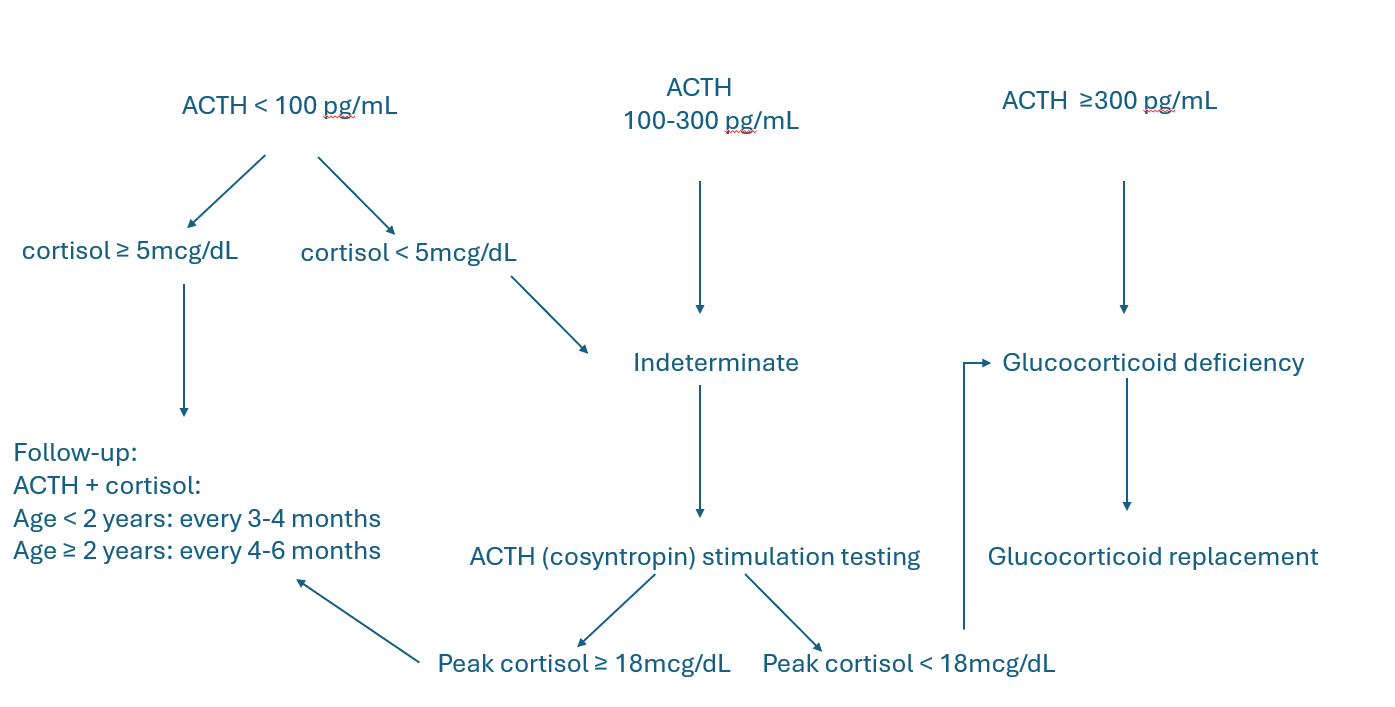 ACTH < 100 pg/mL
ACTH
100-300 pg/mL
ACTH ≥300 pg/mL
cortisol ≥ 5mcg/dL
cortisol < 5mcg/dL
Indeterminate
Glucocorticoid deficiency
Follow-up:
ACTH + cortisol:
Age < 2 years: every 3-4 months
Age ≥ 2 years: every 4-6 months
ACTH (cosyntropin) stimulation testing
Glucocorticoid replacement
Peak cortisol ≥ 18mcg/dL
Peak cortisol < 18mcg/dL